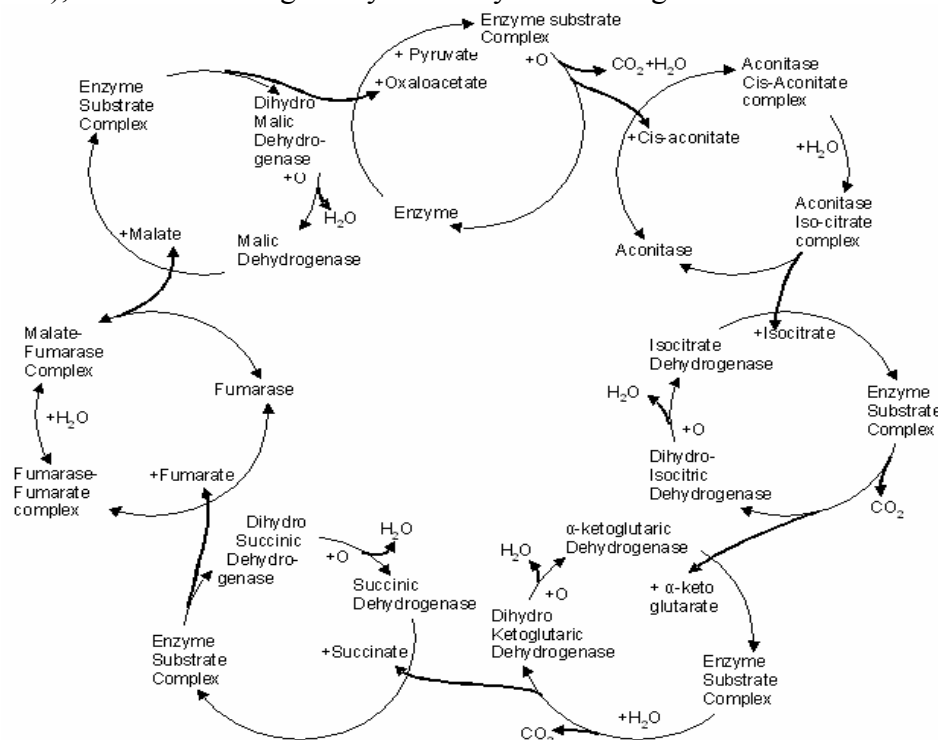 Enzyme substrate
Complex
+ Pyruvate
+O
CO₂+H₂O
+Oxaloacetate
Enzyme
Substrate
Complex
Dihydro
Malic
Dehydro-
genase
+O
H₂O
Malic
Dehydrogenase
+Malate
Enzyme
+Cis-aconitate
Aconitase
Cis-Aconitate
complex
+H₂O
Aconitase
Iso-citrate
complex
Aconitase
+Isocitrate
Isocitrate
Dehydrogenase
H₂O
+O
Dihydro-
Isocitric
Dehydrogenase
Enzyme
Substrate
Complex
CO₂
α-ketoglutaric
Dehydrogenase
H₂O
+O
+ α-keto
glutarate
Dihydro
Ketoglutaric
Dehydrogenase
Enzyme
Substrate
Complex
+H₂O
CO₂
+Succinate
Succinic
Dehydrogenase
H₂O
+O
Dihydro
Succinic
Dehydro-
genase
Enzyme
Substrate
Complex
+Fumarate
Fumarase
Fumarase-
Fumarate
complex
+H₂O
Malate-
Fumarase
Complex